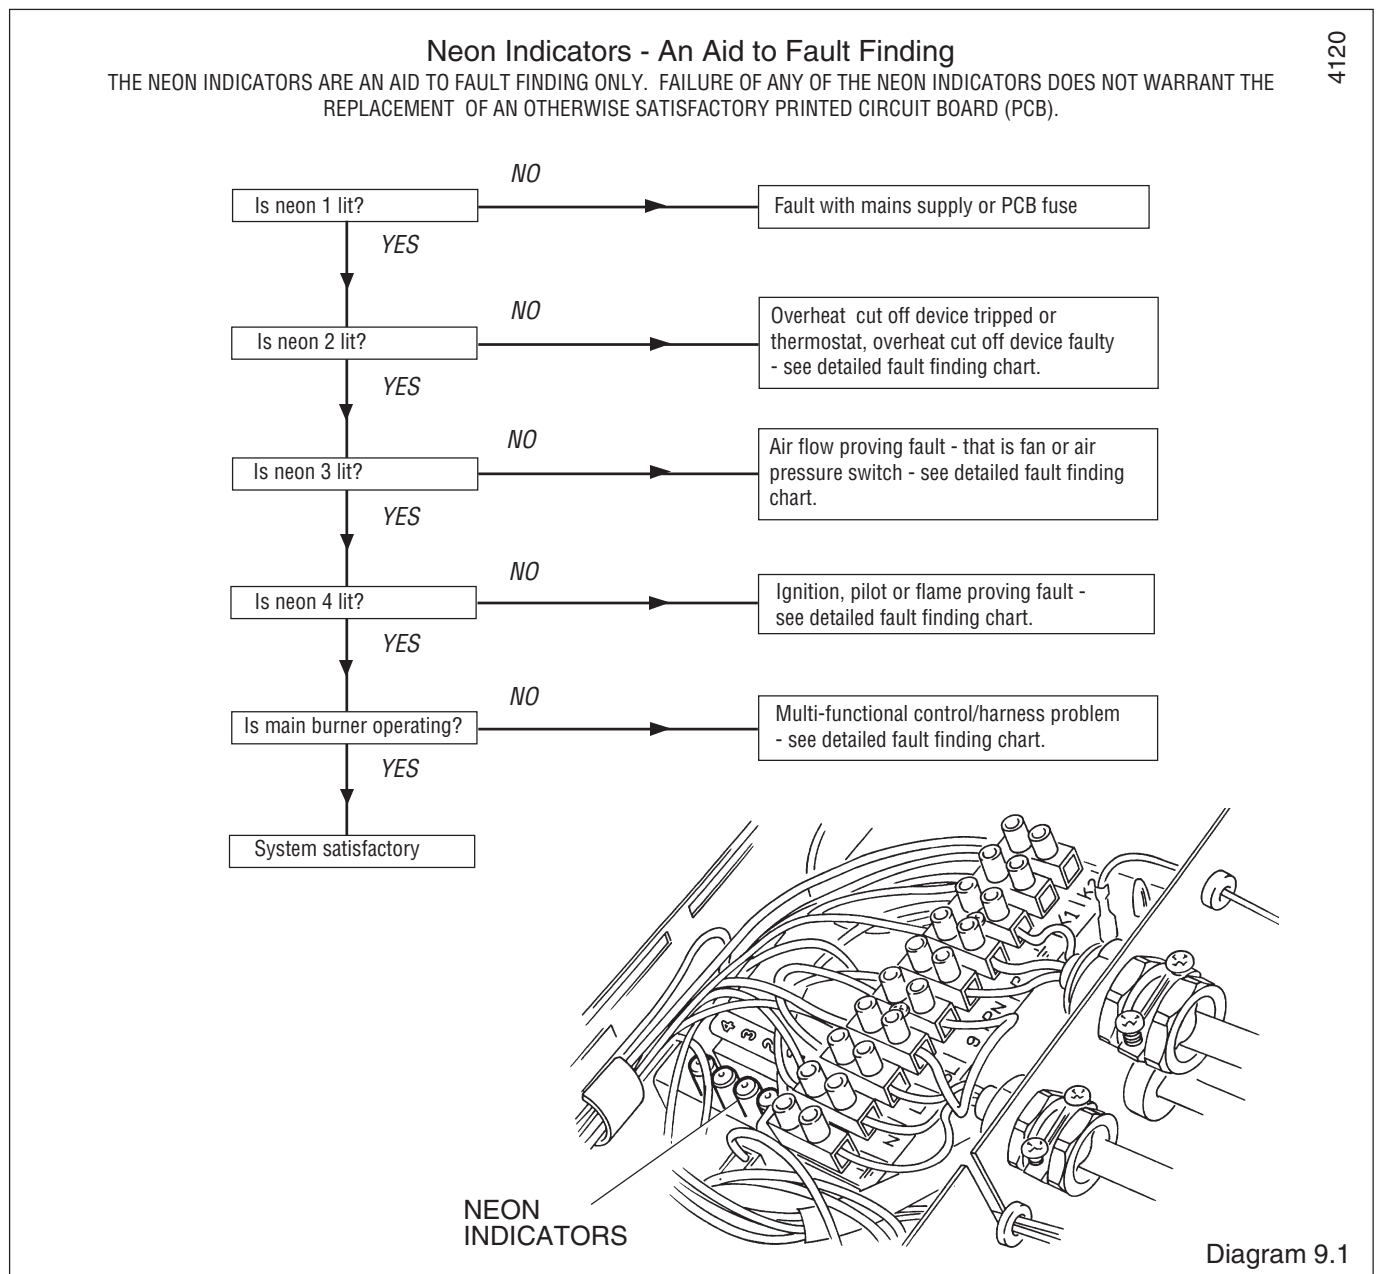 Neon Indicators - An Aid to Fault Finding
4120
THE NEON INDICATORS ARE AN AID TO FAULT FINDING ONLY. FAILURE OF ANY OF THE NEON INDICATORS DOES NOT WARRANT THE
REPLACEMENT OF AN OTHERWISE SATISFACTORY PRINTED CIRCUIT BOARD (PCB).
NO
Is neon 1 lit?
Fault with mains supply or PCB fuse
YES
NO
Is neon 2 lit?
Overheat cut off device tripped or
thermostat, overheat cut off device faulty
- see detailed fault finding chart.
YES
NO
Is neon 3 lit?
Air flow proving fault - that is fan or air
pressure switch - see detailed fault finding
chart.
YES
NO
Is neon 4 lit?
Ignition, pilot or flame proving fault -
see detailed fault finding chart.
YES
NO
Is main burner operating?
Multi-functional control/harness problem
- see detailed fault finding chart.
YES
System satisfactory
4 3 2
NEON
INDICATORS
Diagram 9.1